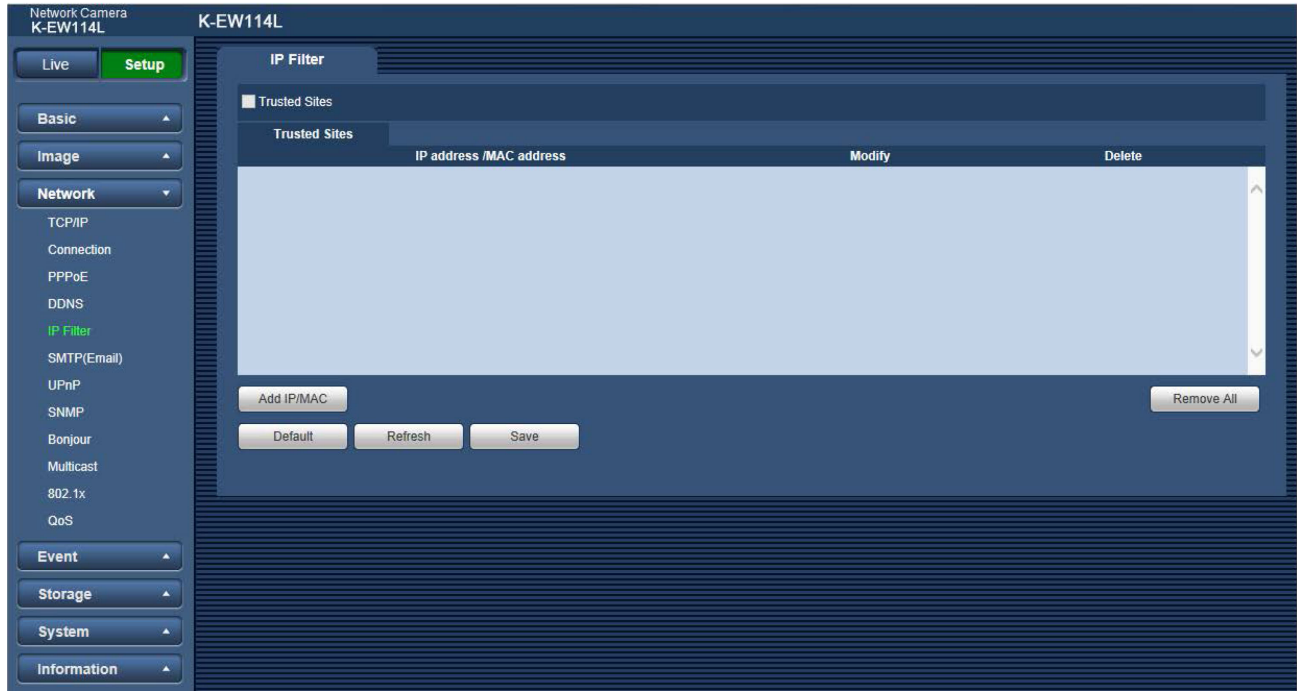 Network Camera
K-EW114L
K-EW114L
Live
Setup
Basic
Image
Network
TCP/IP
Connection
PPPoE
DDNS
IP Filter
SMTP(Email)
UPnP
SNMP
Bonjour
Multicast
802.1x
QoS
Event
Storage
System
Information
IP Filter
Trusted Sites
Trusted Sites
IP address /MAC address Modify Delete
Add IP/MAC Remove All
Default Refresh Save